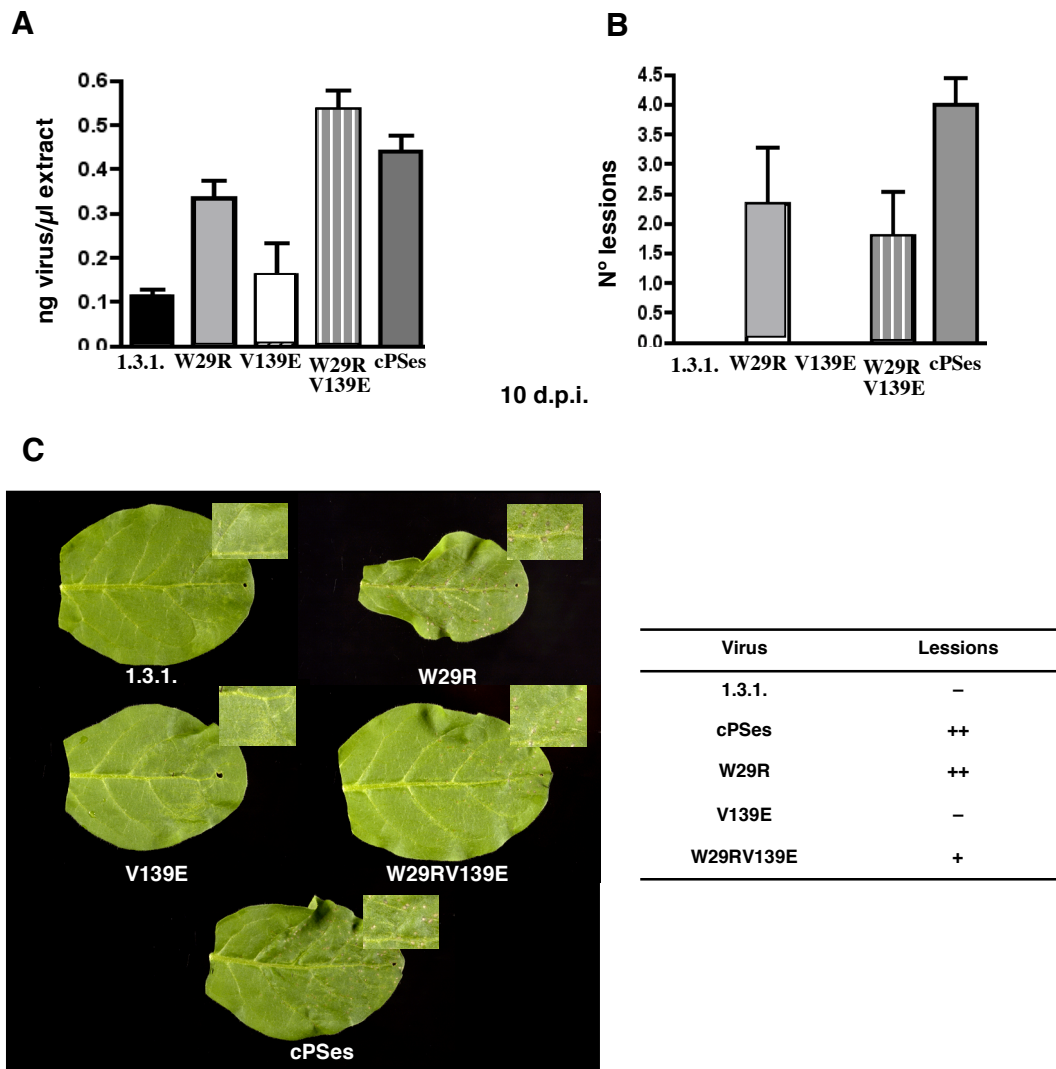 A
ng virus/µl extract
0.6
0.5
0.4
0.3
0.2
0.1
0.0
1.3.1. W29R V139E W29R V139E cPSes
10 d.p.i.
B
N° lessions
4.5
4.0
3.5
3.0
2.5
2.0
1.5
1.0
0.5
0.0
1.3.1. W29R V139E W29R V139E cPSes
C
1.3.1.
W29R
V139E
W29RV139E
cPSes
Virus Lessions
1.3.1. –
cPSes ++
W29R ++
V139E –
W29RV139E +